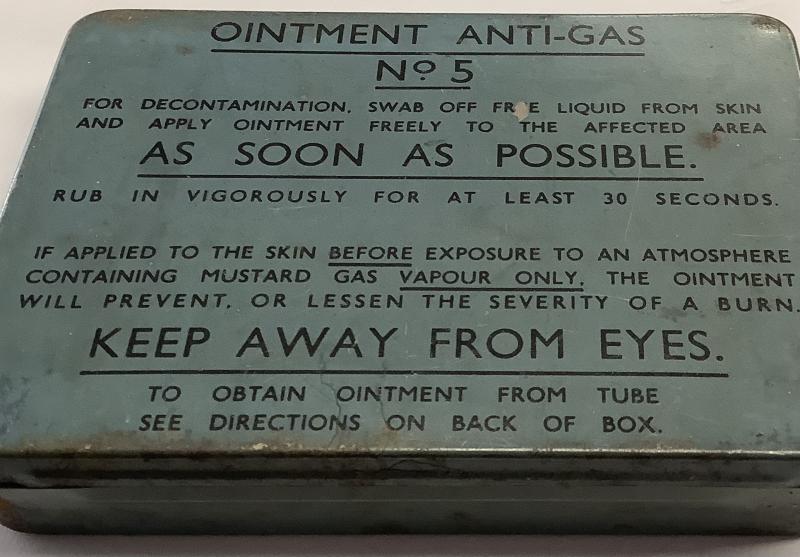 OINTMENT ANTI-GAS
Nº 5
FOR DECONTAMINATION, SWAB OFF FREE LIQUID FROM SKIN
AND APPLY OINTMENT FREELY TO THE AFFECTED AREA
AS SOON AS POSSIBLE.
RUB IN VIGOROUSLY FOR AT LEAST 30 SECONDS.
IF APPLIED TO THE SKIN BEFORE EXPOSURE TO AN ATMOSPHERE
CONTAINING MUSTARD GAS VAPOUR ONLY, THE OINTMENT
WILL PREVENT, OR LESSEN THE SEVERITY OF A BURN.
KEEP AWAY FROM EYES.
TO OBTAIN OINTMENT FROM TUBE
SEE DIRECTIONS ON BACK OF BOX.